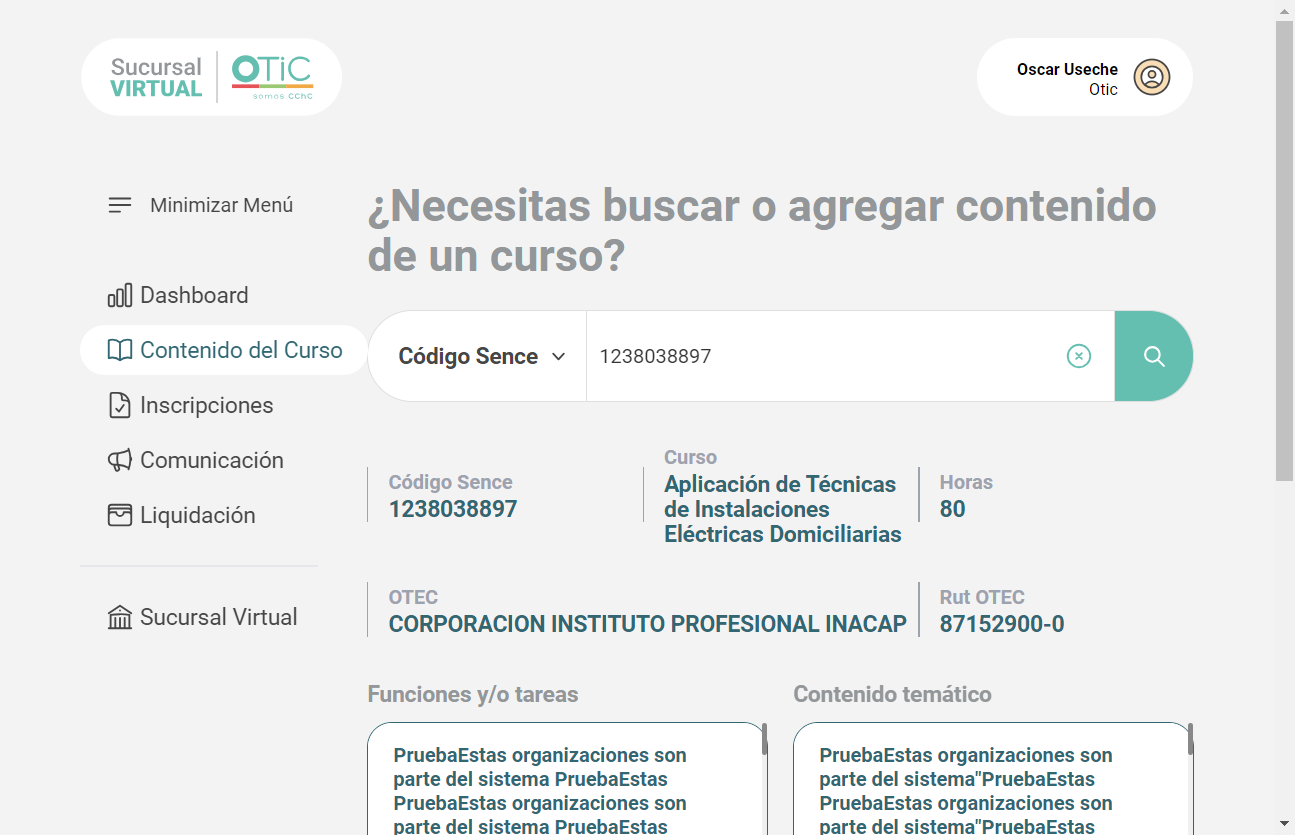 Sucursal
VIRTUAL
OTiC
somos CChC
Oscar Useche
Otic
Minimizar Menú
Dashboard
Contenido del Curso
Inscripciones
Comunicación
Liquidación
Sucursal Virtual
¿Necesitas buscar o agregar contenido
de un curso?
Código Sence
1238038897
Código Sence
1238038897
Curso
Aplicación de Técnicas
de Instalaciones
Eléctricas Domiciliarias
Horas
80
OTEC
CORPORACION INSTITUTO PROFESIONAL INACAP
Rut OTEC
87152900-0
Funciones y/o tareas
PruebaEstas organizaciones son
parte del sistema PruebaEstas
PruebaEstas organizaciones son
parte del sistema PruebaEstas
Contenido temático
PruebaEstas organizaciones son
parte del sistema"PruebaEstas
PruebaEstas organizaciones son
parte del sistema"PruebaEstas